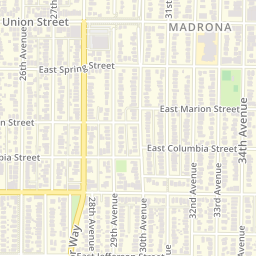 Union Street
27th
26th Avenue
31st
MADRONA
East Spring Street
East Marion Street
n Street
34th Avenue
East Columbia Street
bia Street
28th Avenue
29th Avenue
30th Avenue
32nd Avenue
33rd Avenue
r Way
East Jefferson Street